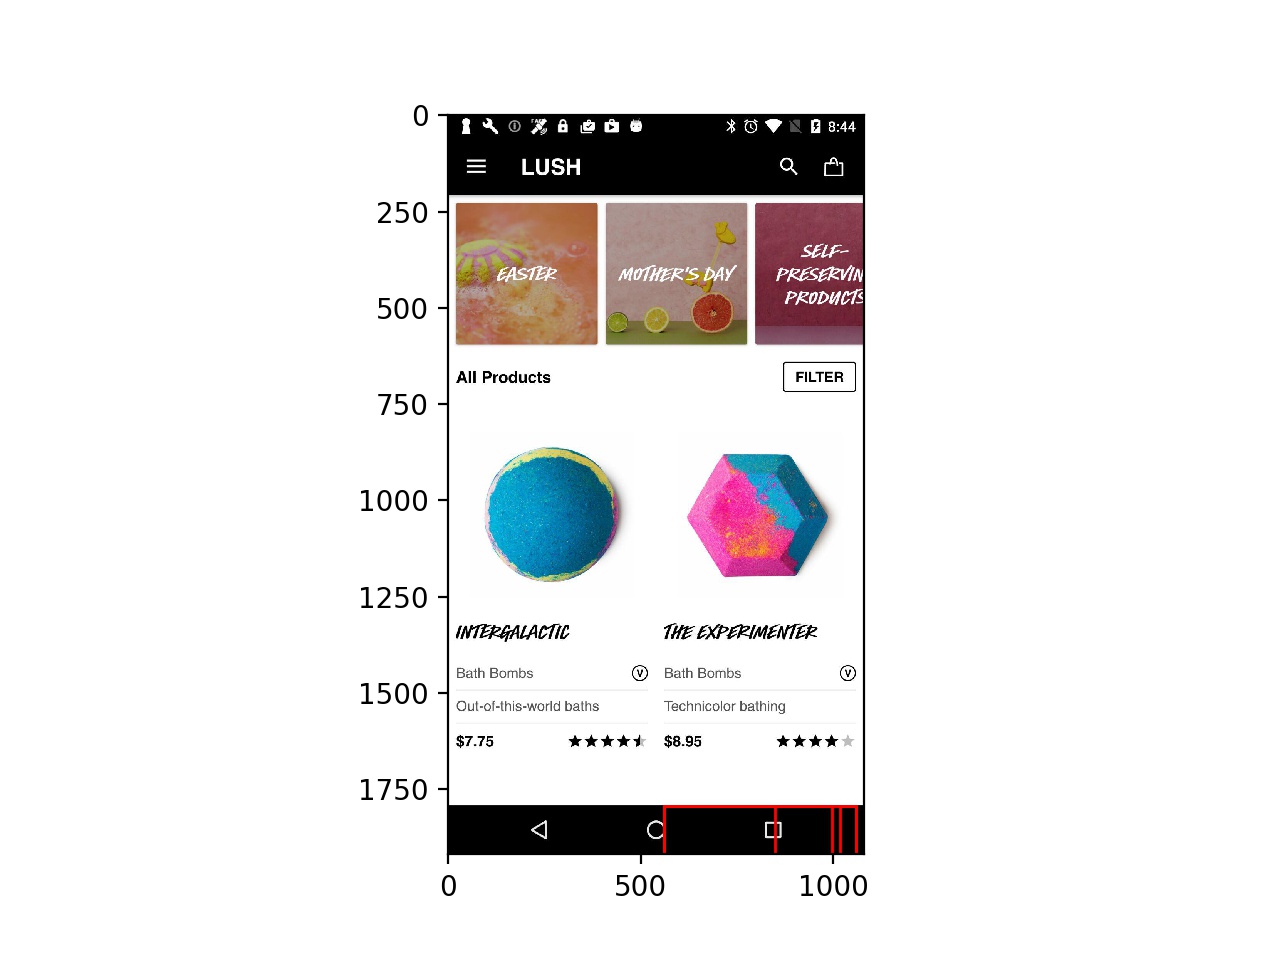 0
8:44
LUSH
250
EASTER
MOTHER'S DAY
SELF-
PRESERVIN
PRODUCTS
500
All Products
FILTER
750
1000
1250
INTERGALACTIC
THE EXPERIMENTER
Bath Bombs
V
Bath Bombs
V
1500
Out-of-this-world baths
Technicolor bathing
$7.75
$8.95
1750
0
500
1000